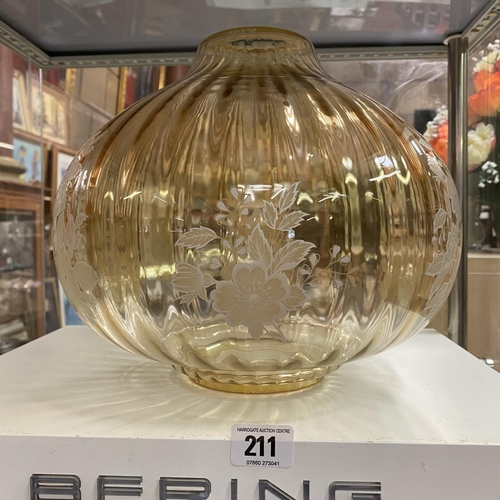 HARROGATE AUCTION CENTRE
211
07860 273041
BERING